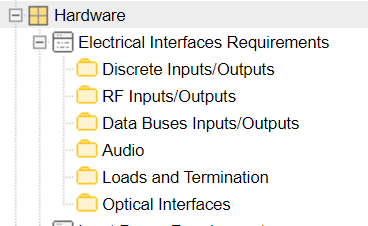 Hardware
Electrical Interfaces Requirements
Discrete Inputs/Outputs
RF Inputs/Outputs
Data Buses Inputs/Outputs
Audio
Loads and Termination
Optical Interfaces